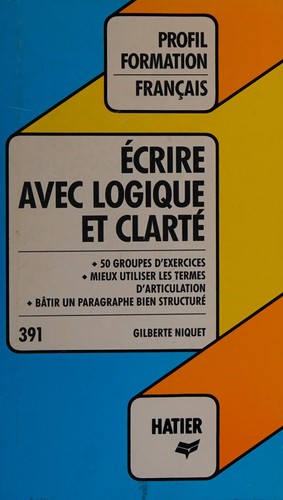 PROFIL
FORMATION
FRANÇAIS
ÉCRIRE
AVEC LOGIQUE
ET CLARTÉ
♦ 50 GROUPES D'EXERCICES
♦ MIEUX UTILISER LES TERMES
D'ARTICULATION
♦ BÂTIR UN PARAGRAPHE BIEN STRUCTURÉ
391 GILBERTE NIQUET
HATIER